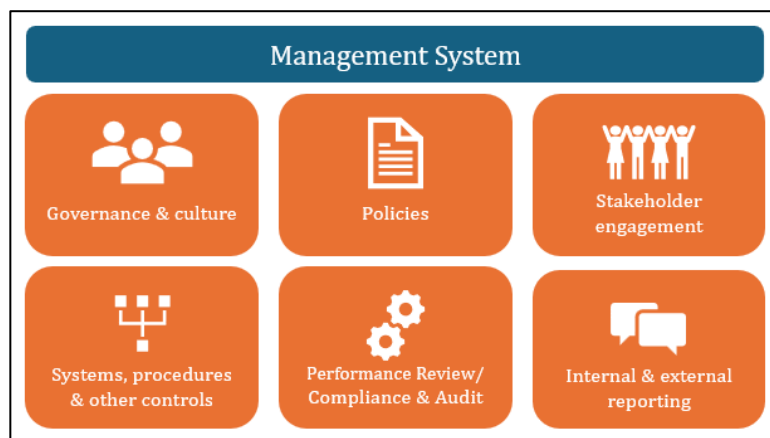 Management System
Governance & culture
Policies
Stakeholder
engagement
Systems, procedures
& other controls
Performance Review/
Compliance & Audit
Internal & external
reporting